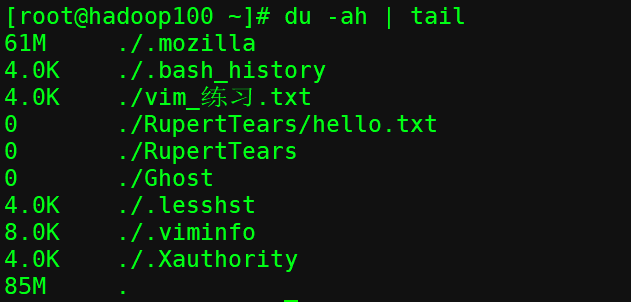 [root@hadoop100 ~]# du -ah | tail
61M     ./.mozilla
4.0K    ./.bash_history
4.0K    ./vim_练习.txt
0       ./RupertTears/hello.txt
0       ./RupertTears
0       ./Ghost
4.0K    ./.lesshst
8.0K    ./.viminfo
4.0K    ./.Xauthority
85M     .